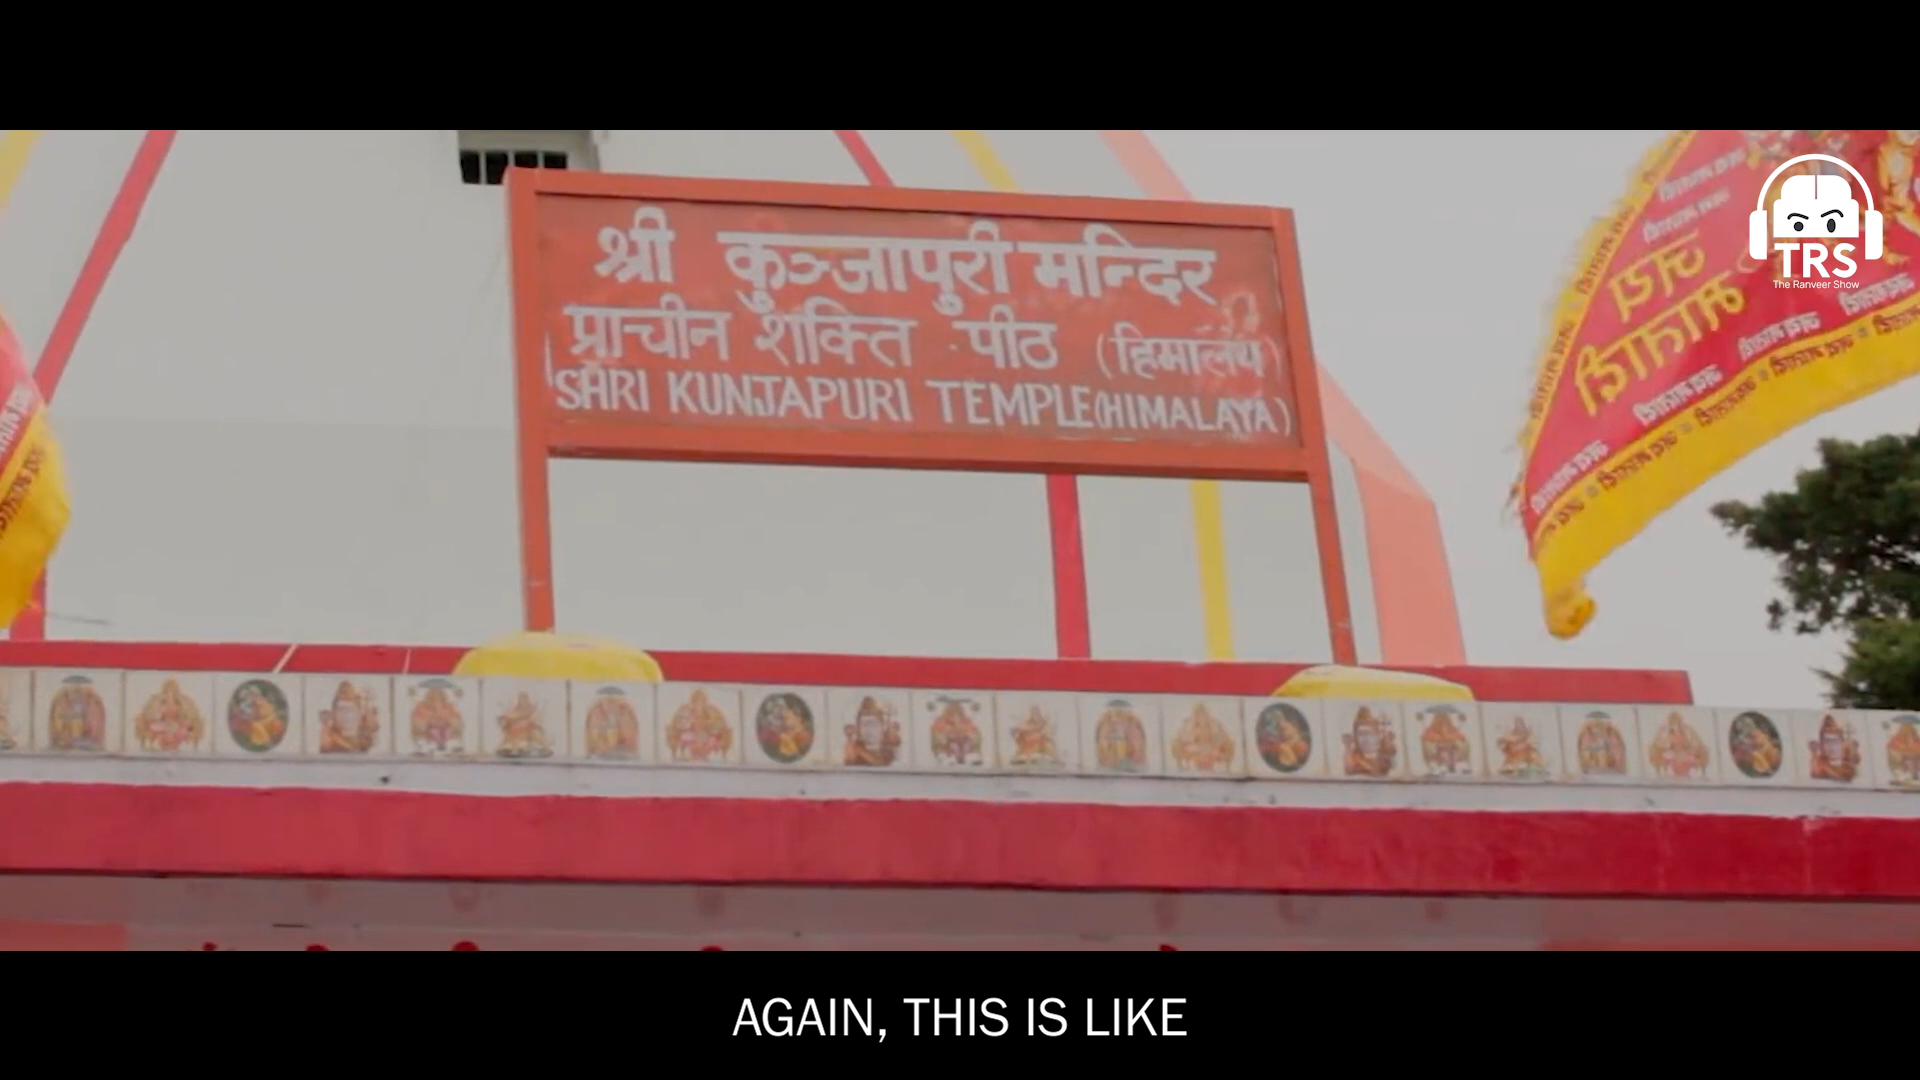 श्री कुञ्जापुरी मन्दिर
प्राचीन शक्ति पीठ (हिमालय)
SHRI KUNJAPURI TEMPLE(HIMALAYA)
TRS
The Ranveer Show
AGAIN, THIS IS LIKE